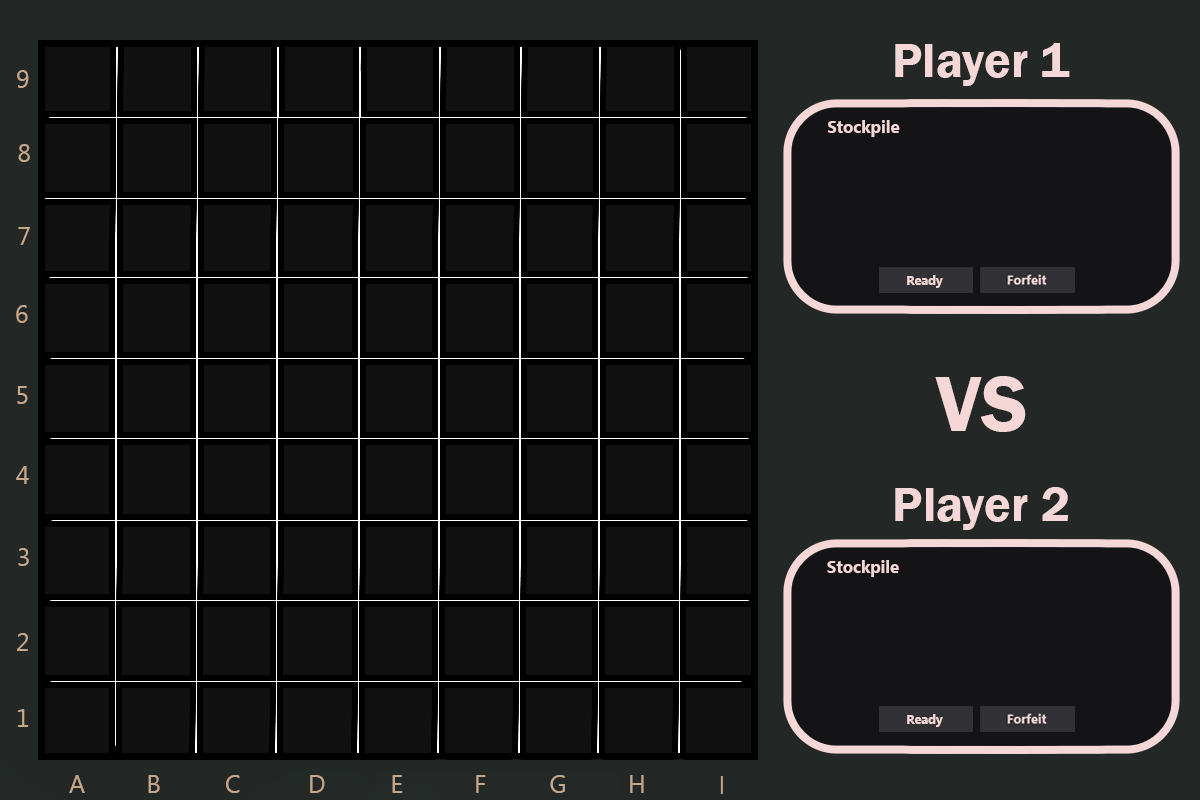 9
8
7
6
5
4
3
2
1
A B C D E F G H I
Player 1
Stockpile
Ready Forfeit
VS
Player 2
Stockpile
Ready Forfeit